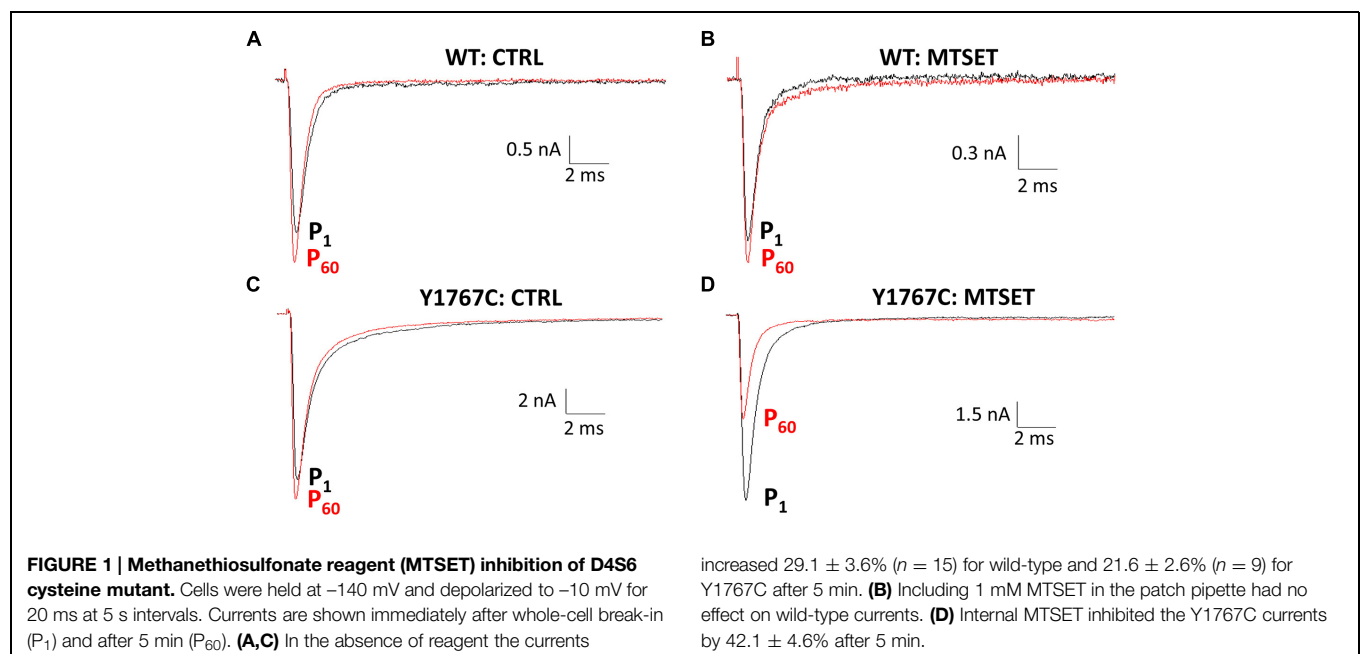 A
WT: CTRL
0.5 nA
2 ms
P1
P60
B
WT: MTSET
0.3 nA
2 ms
P1
P60
C
Y1767C: CTRL
2 nA
2 ms
P1
P60
D
Y1767C: MTSET
1.5 nA
2 ms
P60
P1
FIGURE 1 | Methanethiosulfonate reagent (MTSET) inhibition of D4S6
cysteine mutant. Cells were held at –140 mV and depolarized to –10 mV for
20 ms at 5 s intervals. Currents are shown immediately after whole-cell break-in
(P1) and after 5 min (P60). (A,C) In the absence of reagent the currents
increased 29.1 ± 3.6% (n = 15) for wild-type and 21.6 ± 2.6% (n = 9) for
Y1767C after 5 min. (B) Including 1 mM MTSET in the patch pipette had no
effect on wild-type currents. (D) Internal MTSET inhibited the Y1767C currents
by 42.1 ± 4.6% after 5 min.